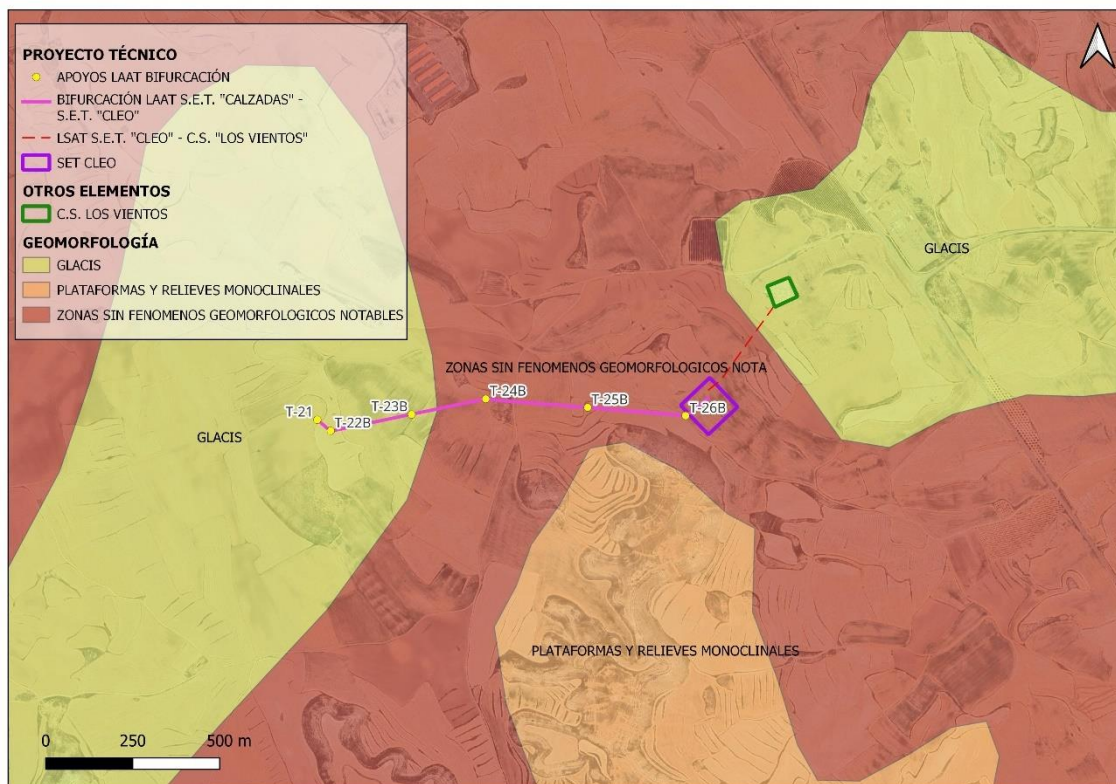 PROYECTO TÉCNICO
APOYOS LAAT BIFURCACIÓN
BIFURCACIÓN LAAT S.E.T. "CALZADAS" -
S.E.T. "CLEO"
LSAT S.E.T. "CLEO" - C.S. "LOS VIENTOS"
SET CLEO
OTROS ELEMENTOS
C.S. LOS VIENTOS
GEOMORFOLOGÍA
GLACIS
PLATAFORMAS Y RELIEVES MONOCLINALES
ZONAS SIN FENOMENOS GEOMORFOLOGICOS NOTABLES
GLACIS
ZONAS SIN FENOMENOS GEOMORFOLOGICOS NOTA
T-21
T-22B
T-23B
T-24B
T-25B
T-26B
GLACIS
PLATAFORMAS Y RELIEVES MONOCLINALES
0 250 500 m